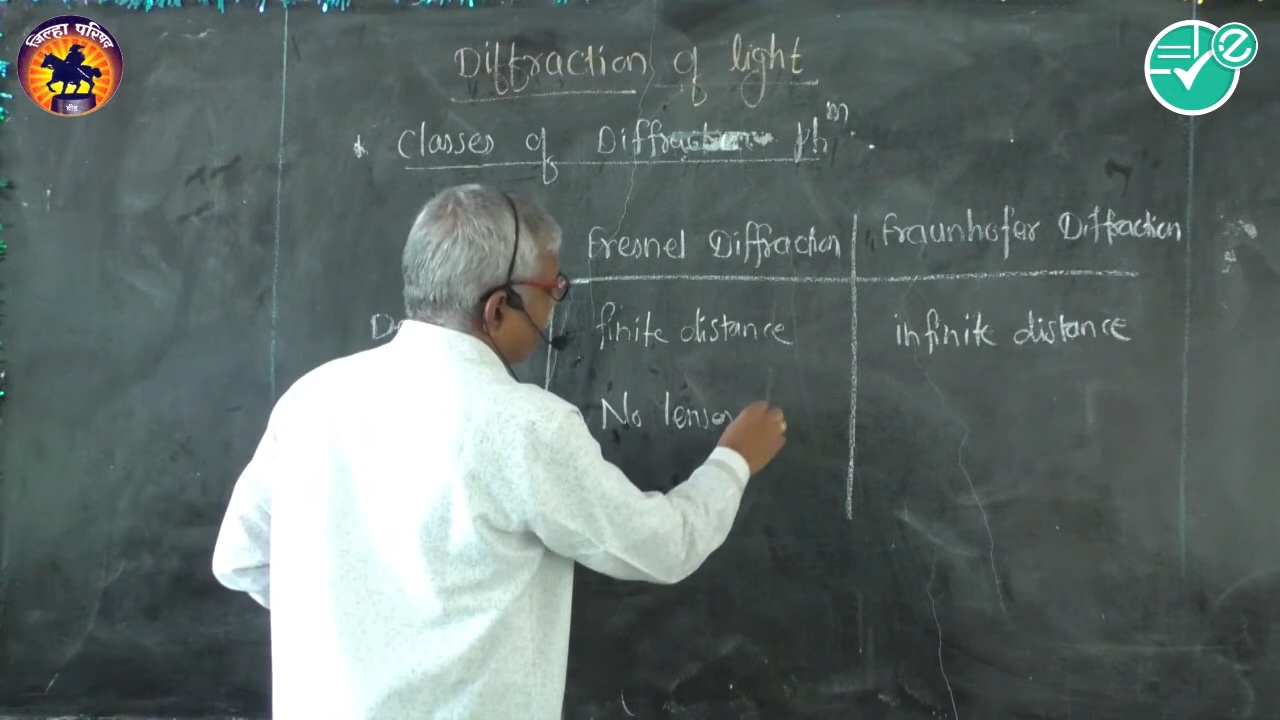 जिल्हा परिषद
बीड
Diffraction of light
* Classes of Diffraction phm.
Fresnel Diffraction
Fraunhofer Diffraction
finite distance
infinite distance
No lenses